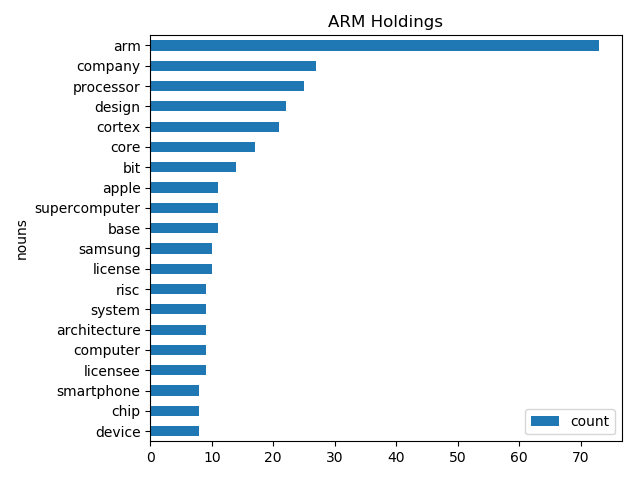 ARM Holdings
nouns
arm
company
processor
design
cortex
core
bit
apple
supercomputer
base
samsung
license
risc
system
architecture
computer
licensee
smartphone
chip
device
count
0 10 20 30 40 50 60 70